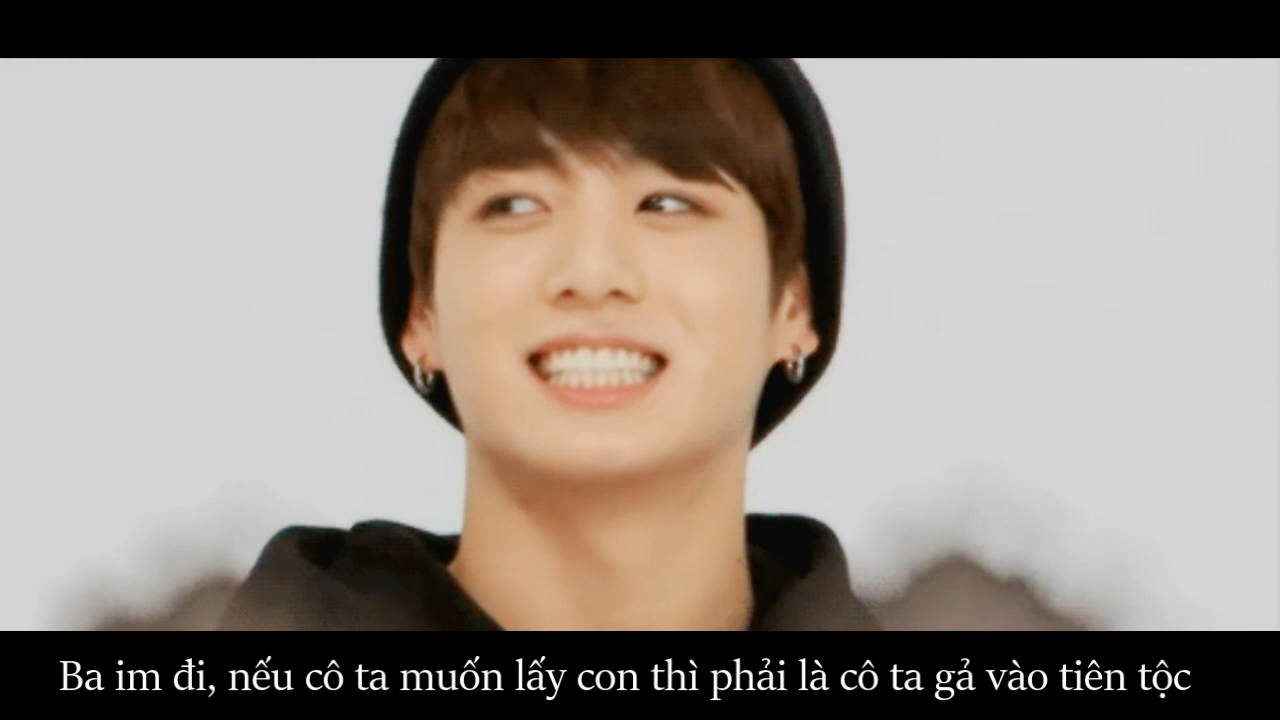 Ba im đi, nếu cô ta muốn lấy con thì phải là cô ta gả vào tiên tộc